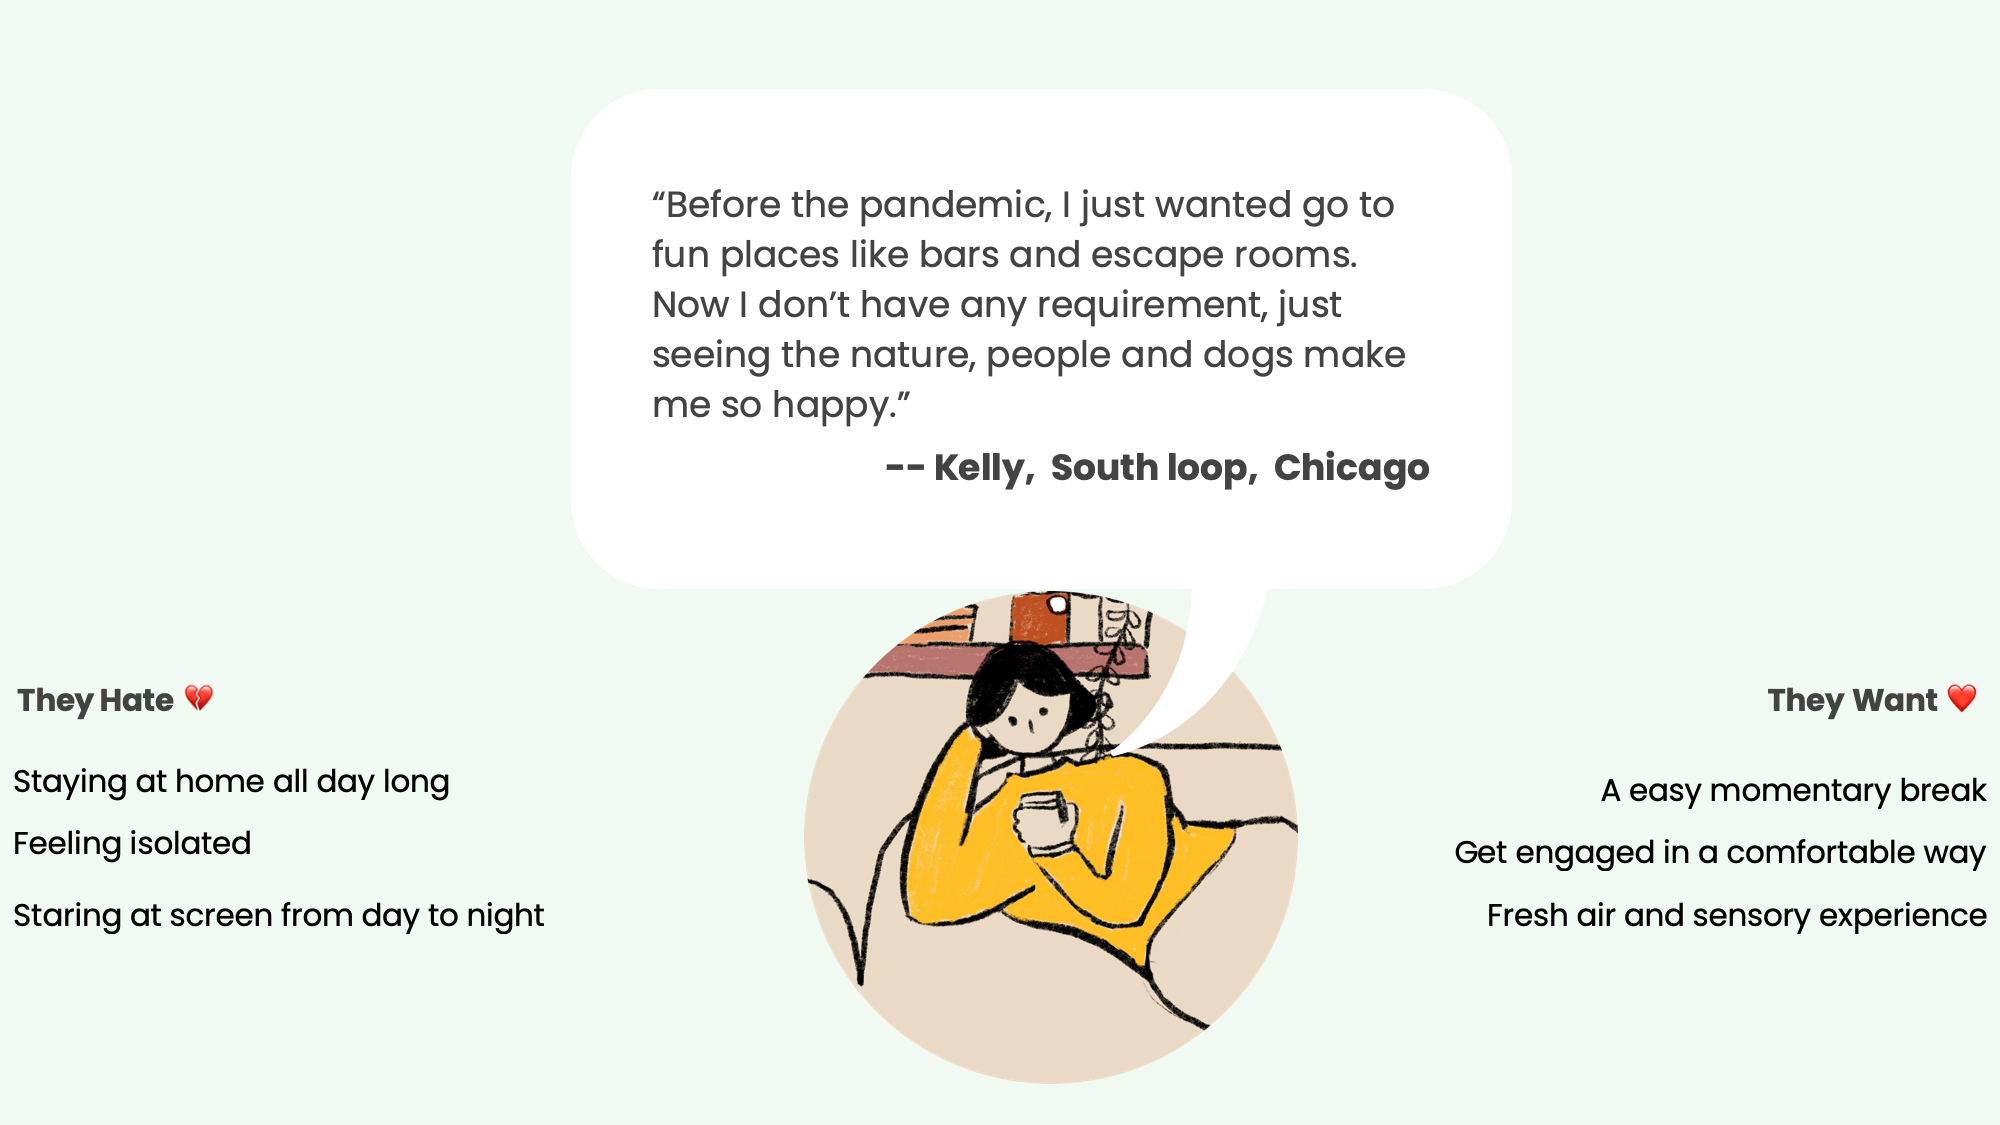 “Before the pandemic, I just wanted go to
fun places like bars and escape rooms.
Now I don’t have any requirement, just
seeing the nature, people and dogs make
me so happy.”
-- Kelly, South loop, Chicago
They Hate 💔
Staying at home all day long
Feeling isolated
Staring at screen from day to night
They Want ❤️
A easy momentary break
Get engaged in a comfortable way
Fresh air and sensory experience